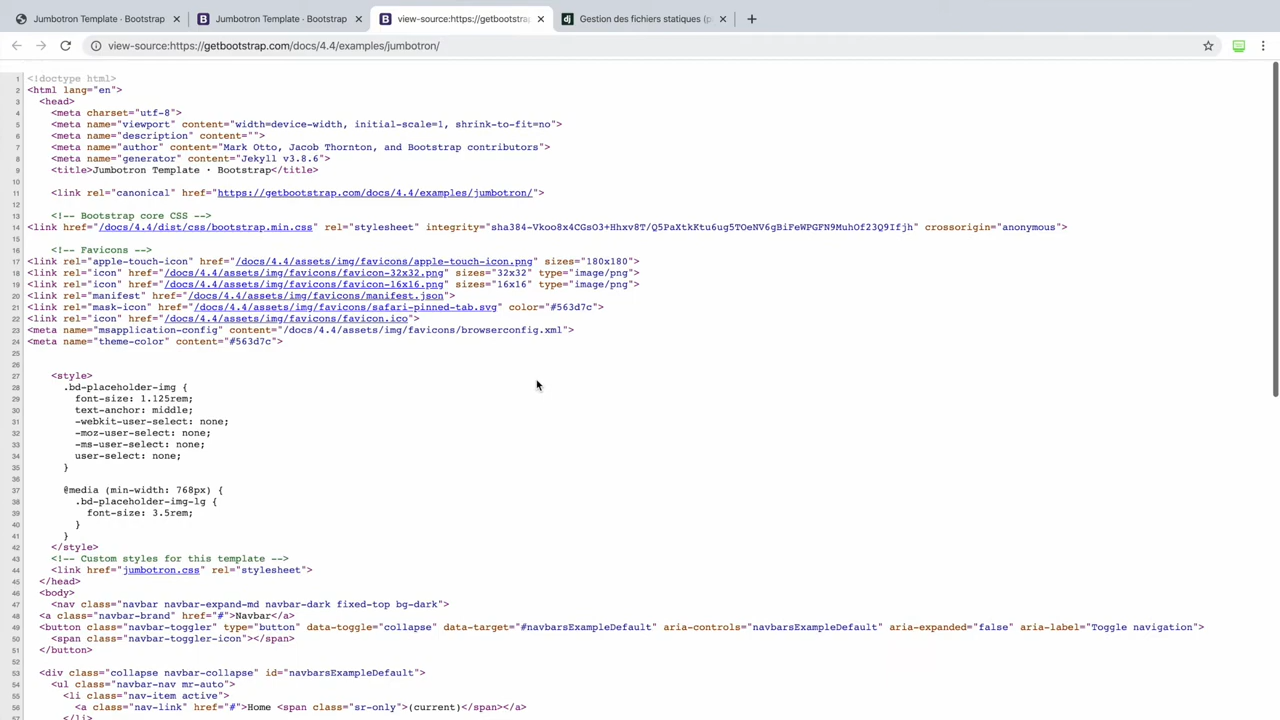 Jumbotron Template · Bootstrap
Jumbotron Template · Bootstrap
view-source:https://getbootstra
Gestion des fichiers statiques (p
view-source:https://getbootstrap.com/docs/4.4/examples/jumbotron/
1 <!doctype html>
2 <html lang="en">
3 <head>
4 <meta charset="utf-8">
5 <meta name="viewport" content="width=device-width, initial-scale=1, shrink-to-fit=no">
6 <meta name="description" content="">
7 <meta name="author" content="Mark Otto, Jacob Thornton, and Bootstrap contributors">
8 <meta name="generator" content="Jekyll v3.8.6">
9 <title>Jumbotron Template · Bootstrap</title>
10
11 <link rel="canonical" href="https://getbootstrap.com/docs/4.4/examples/jumbotron/">
12
13 <!-- Bootstrap core CSS -->
14 <link href="/docs/4.4/dist/css/bootstrap.min.css" rel="stylesheet" integrity="sha384-Vkoo8x4CGsO3+Hhxv8T/Q5PaXtkKtu6ug5TOeNV6gBiFeWPGFN9MuhOf23Q9Ifjh" crossorigin="anonymous">
15
16 <!-- Favicons -->
17 <link rel="apple-touch-icon" href="/docs/4.4/assets/img/favicons/apple-touch-icon.png" sizes="180x180">
18 <link rel="icon" href="/docs/4.4/assets/img/favicons/favicon-32x32.png" sizes="32x32" type="image/png">
19 <link rel="icon" href="/docs/4.4/assets/img/favicons/favicon-16x16.png" sizes="16x16" type="image/png">
20 <link rel="manifest" href="/docs/4.4/assets/img/favicons/manifest.json">
21 <link rel="mask-icon" href="/docs/4.4/assets/img/favicons/safari-pinned-tab.svg" color="#563d7c">
22 <link rel="icon" href="/docs/4.4/assets/img/favicons/favicon.ico">
23 <meta name="msapplication-config" content="/docs/4.4/assets/img/favicons/browserconfig.xml">
24 <meta name="theme-color" content="#563d7c">
25
26
27 <style>
28 .bd-placeholder-img {
29 font-size: 1.125rem;
30 text-anchor: middle;
31 -webkit-user-select: none;
32 -moz-user-select: none;
33 -ms-user-select: none;
34 user-select: none;
35 }
36
37 @media (min-width: 768px) {
38 .bd-placeholder-img-lg {
39 font-size: 3.5rem;
40 }
41 }
42 </style>
43 <!-- Custom styles for this template -->
44 <link href="jumbotron.css" rel="stylesheet">
45 </head>
46 <body>
47 <nav class="navbar navbar-expand-md navbar-dark fixed-top bg-dark">
48 <a class="navbar-brand" href="#">Navbar</a>
49 <button class="navbar-toggler" type="button" data-toggle="collapse" data-target="#navbarsExampleDefault" aria-controls="navbarsExampleDefault" aria-expanded="false" aria-label="Toggle navigation">
50 <span class="navbar-toggler-icon"></span>
51 </button>
52
53 <div class="collapse navbar-collapse" id="navbarsExampleDefault">
54 <ul class="navbar-nav mr-auto">
55 <li class="nav-item active">
56 <a class="nav-link" href="#">Home <span class="sr-only">(current)</span></a>
57 </li>